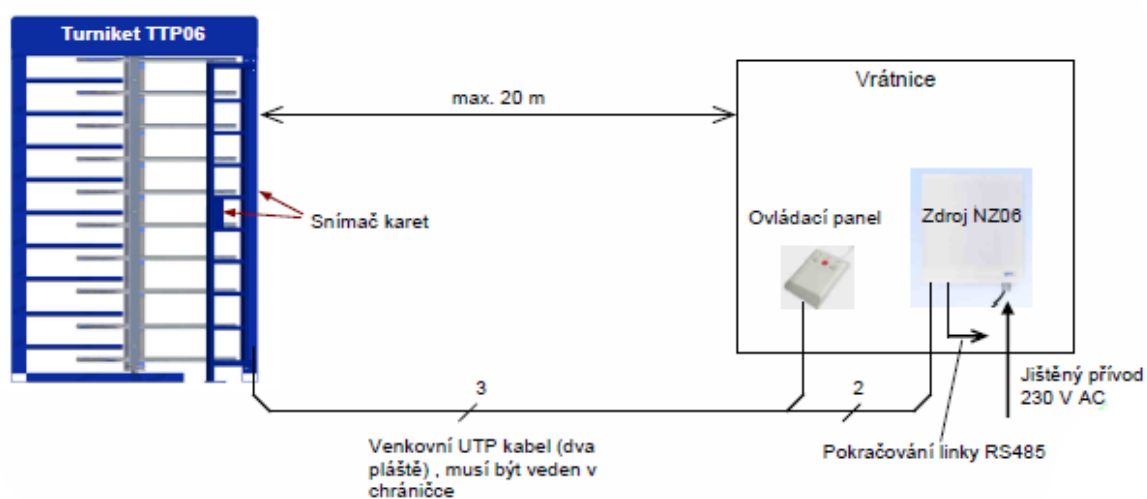 Turniket TTP06
Vrátnice
max. 20 m
Snímač karet
Ovládací panel
Zdroj NZ06
3
2
Jištěný přívod
230 V AC
Venkovní UTP kabel (dva
pláště) , musí být veden v
chráničce
Pokračování linky RS485